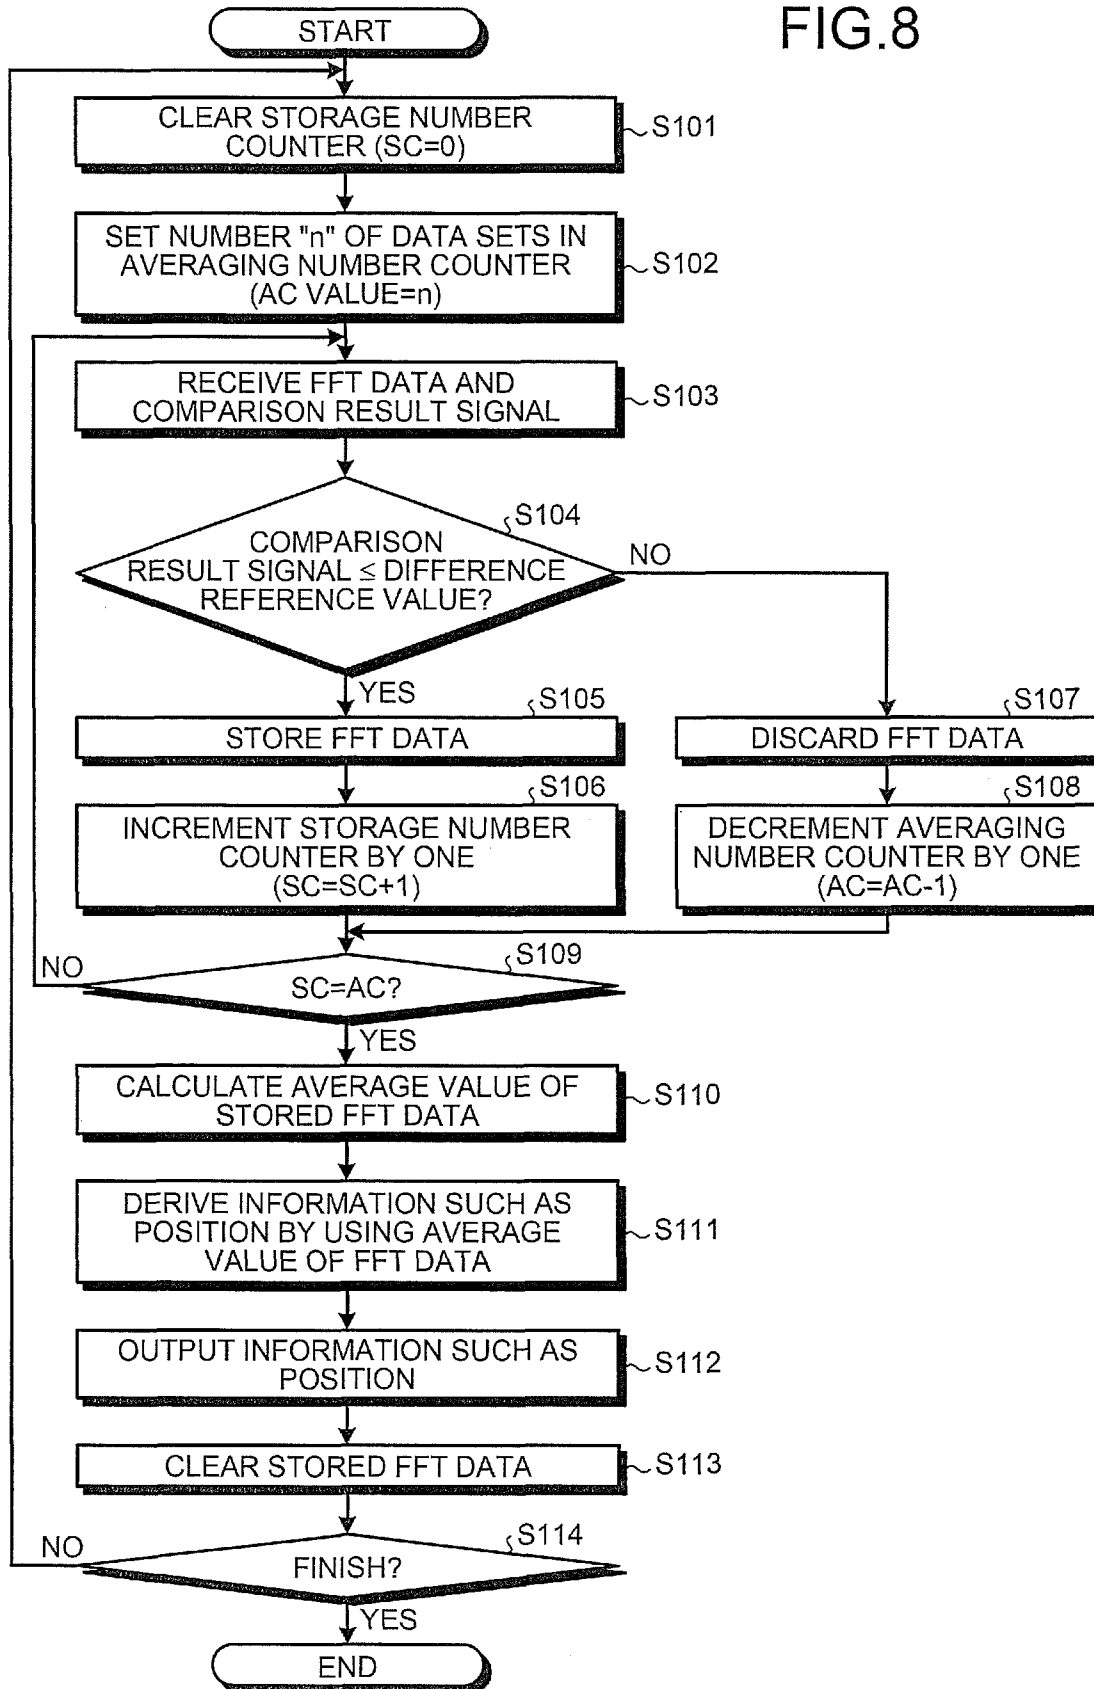 FIG.8
START
CLEAR STORAGE NUMBER
COUNTER (SC=0)
S101
SET NUMBER "n" OF DATA SETS IN
AVERAGING NUMBER COUNTER
(AC VALUE=n)
S102
RECEIVE FFT DATA AND
COMPARISON RESULT SIGNAL
S103
S104
COMPARISON
RESULT SIGNAL ≤ DIFFERENCE
REFERENCE VALUE?
NO
YES
S105
STORE FFT DATA
S107
DISCARD FFT DATA
S106
INCREMENT STORAGE NUMBER
COUNTER BY ONE
(SC=SC+1)
S108
DECREMENT AVERAGING
NUMBER COUNTER BY ONE
(AC=AC-1)
S109
NO
SC=AC?
YES
CALCULATE AVERAGE VALUE OF
STORED FFT DATA
S110
DERIVE INFORMATION SUCH AS
POSITION BY USING AVERAGE
VALUE OF FFT DATA
S111
OUTPUT INFORMATION SUCH AS
POSITION
S112
CLEAR STORED FFT DATA
S113
S114
NO
FINISH?
YES
END